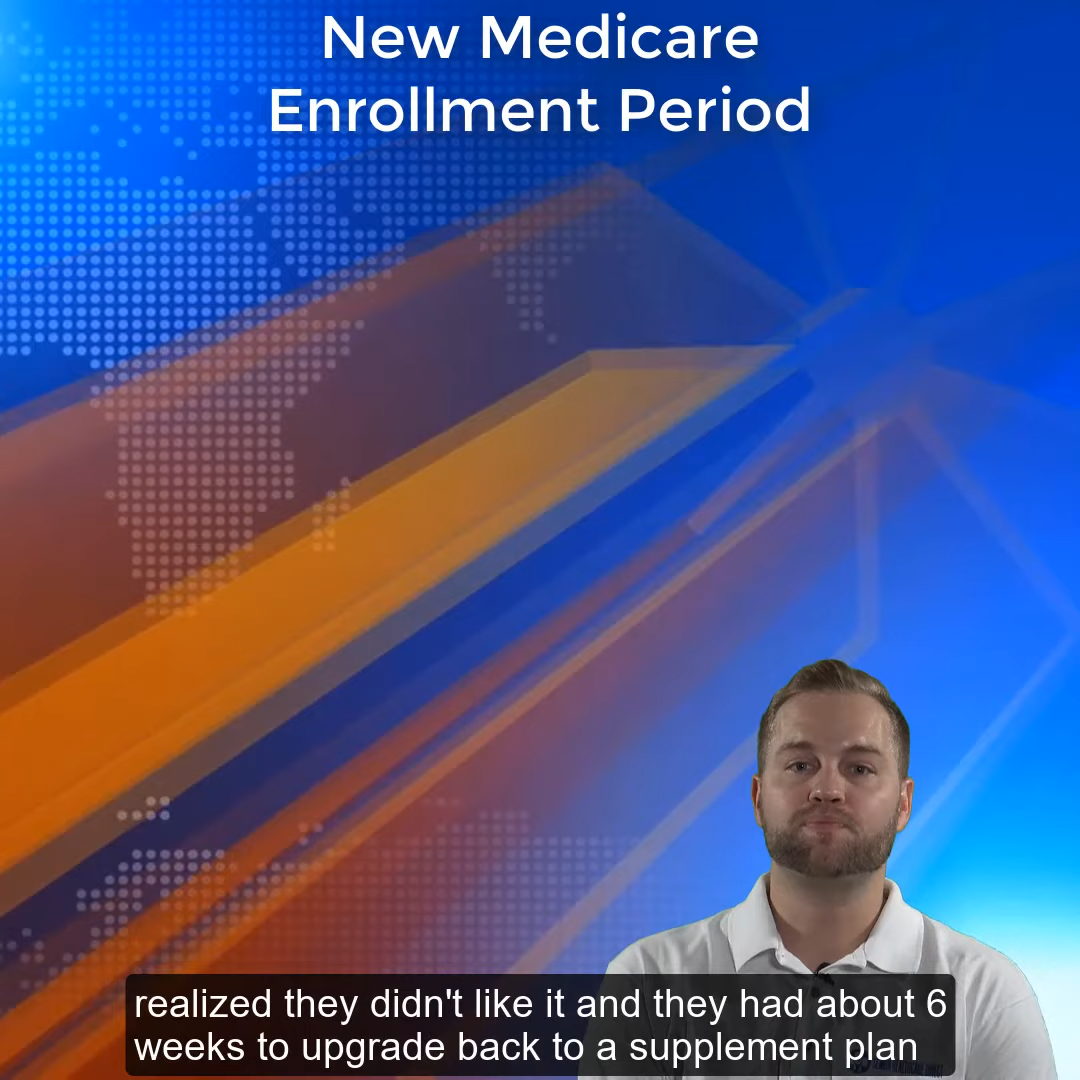 New Medicare
Enrollment Period
realized they didn't like it and they had about 6
weeks to upgrade back to a supplement plan